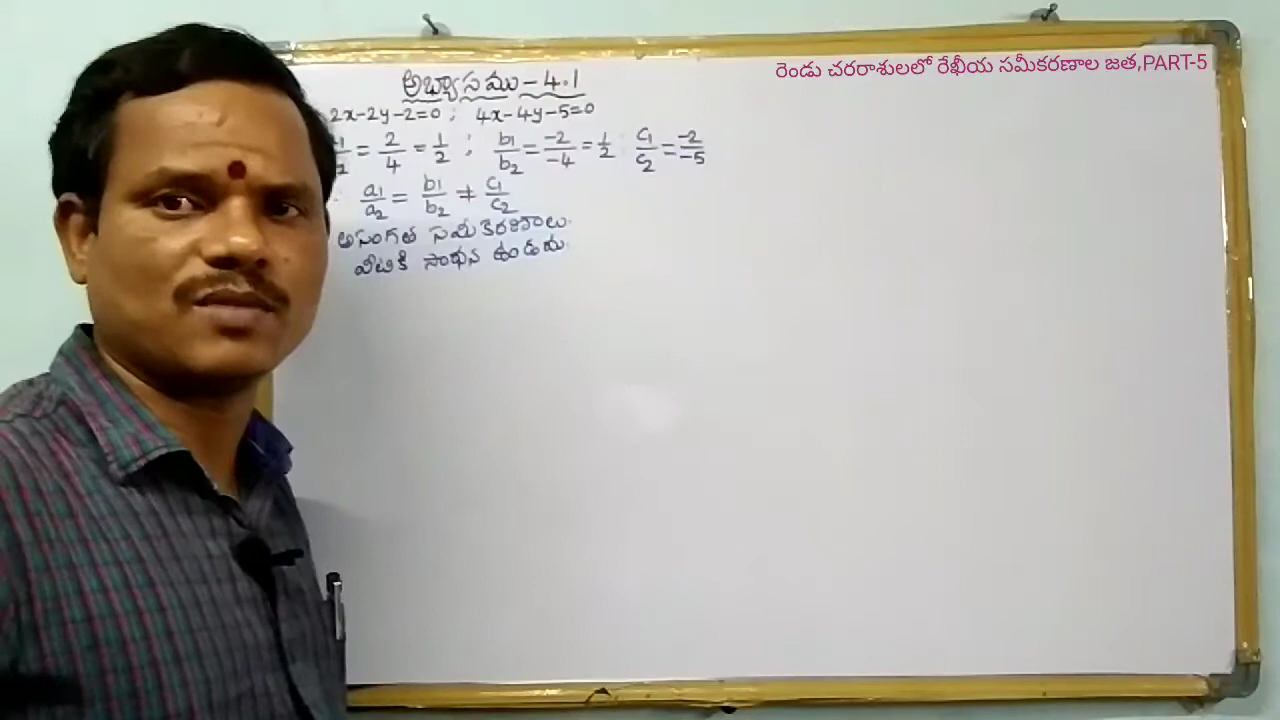 రెండు చరరాశులలో రేఖీయ సమీకరణాల జత,PART-5
అభ్యాసము - 4.1
2x-2y-2=0 ; 4x-4y-5=0
= 2/4 = 1/2 ; b1/b2 = -2/-4 = 1/2 c1/c2 = -2/-5
a1/a2 = b1/b2 ≠ c1/c2
అసంగత సమీకరణాలు.
వీటికి సాధన ఉండదు.